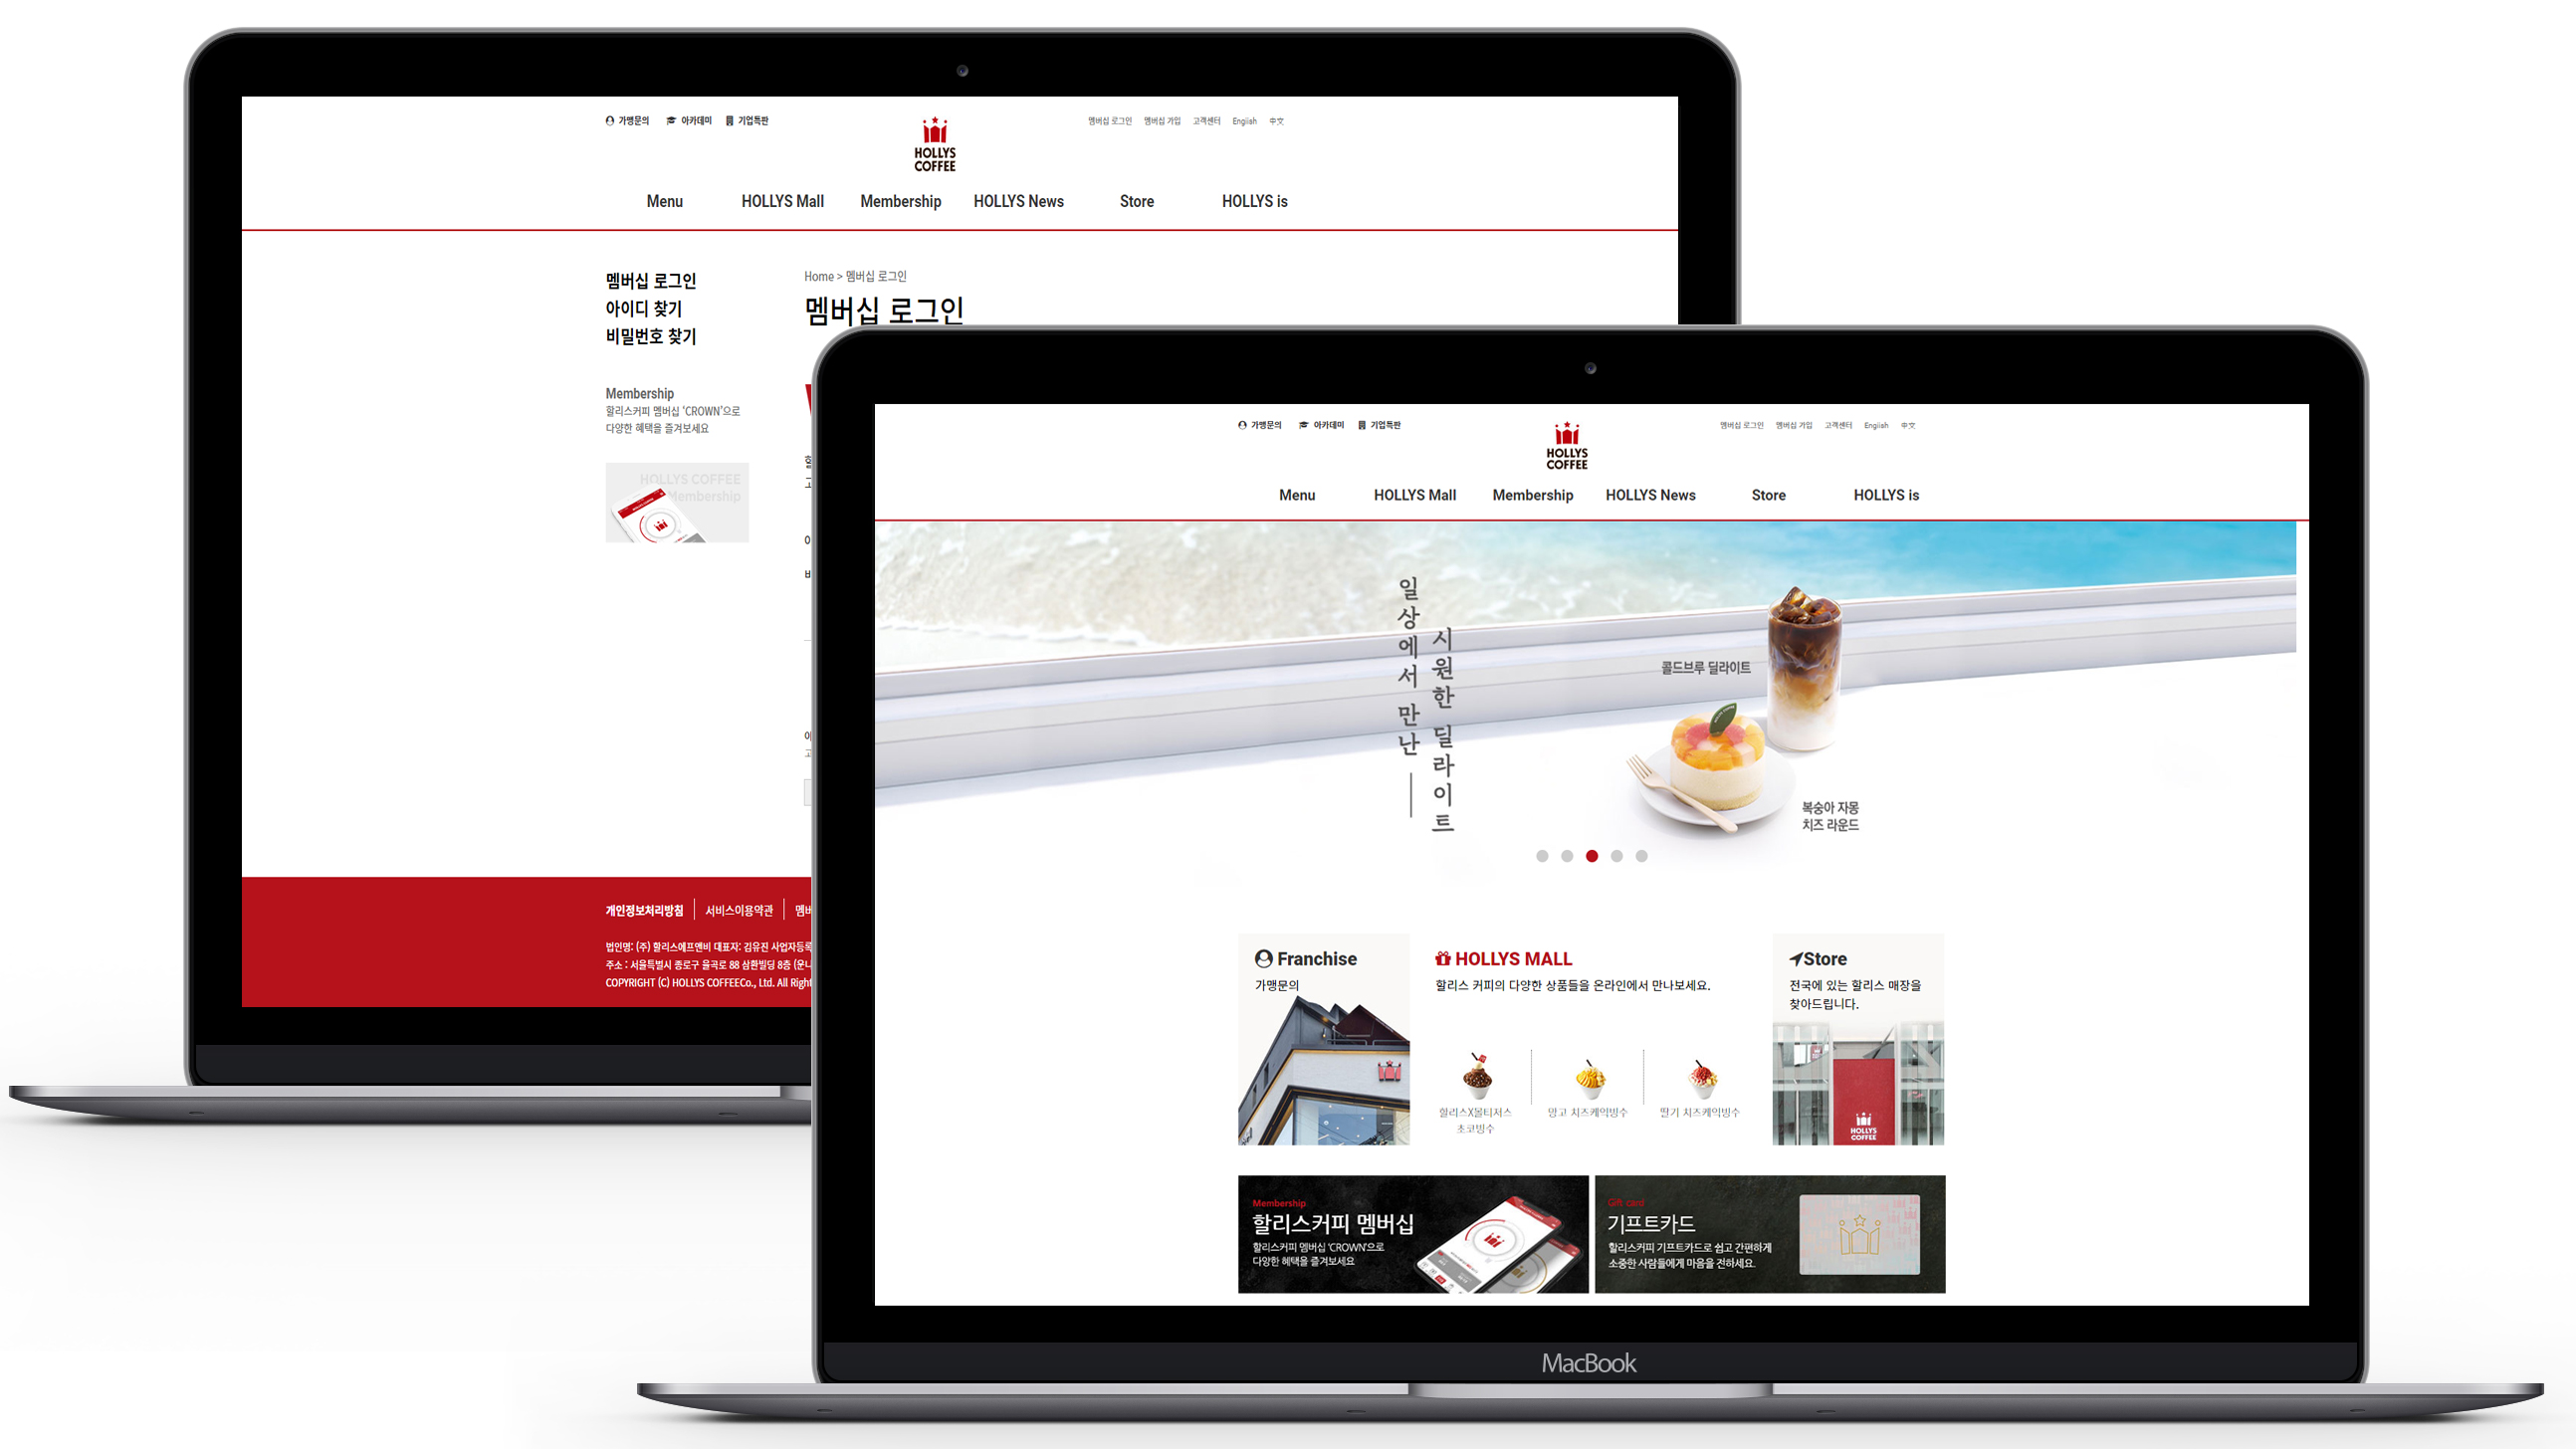 가맹문의 아카데미 기업특판
HOLLYS
COFFEE
멤버십 로그인 멤버십 가입 고객센터 Engiish 中文
Menu HOLLYS Mall Membership HOLLYS News Store HOLLYS is
멤버십 로그인
아이디 찾기
비밀번호 찾기
Membership
할리스커피 멤버십 'CROWN'으로
다양한 혜택을 즐겨보세요
HOLLYS COFFEE
Membership
Home > 멤버십 로그인
멤버십 로그인
개인정보처리방침 서비스이용약관
법인명: (주) 할리스에프앤비 대표자: 김유진 사업자등록
주소 : 서울특별시 종로구 율곡로 88 삼환빌딩 8층
COPYRIGHT (C) HOLLYS COFFEECo., Ltd. All Right
가맹문의 아카데미 기업특판
HOLLYS
COFFEE
멤버십 로그인 멤버십 가입 고객센터 Engiish 中文
Menu HOLLYS Mall Membership HOLLYS News Store HOLLYS is
일상에서 만난
시원한 딜라이트
콜드브루 딜라이트
복숭아 자몽
치즈 라운드
Franchise
가맹문의
HOLLYS MALL
할리스 커피의 다양한 상품들을 온라인에서 만나보세요.
할리스X몰티져스
초코빙수
망고 치즈케익빙수
딸기 치즈케익빙수
Store
전국에 있는 할리스 매장을
찾아드립니다.
HOLLYS
COFFEE
Membership
할리스커피 멤버십
할리스커피 멤버십 'CROWN'으로
다양한 혜택을 즐겨보세요
Gift card
기프트카드
할리스커피 기프트카드로 쉽고 간편하게
소중한 사람들에게 마음을 전하세요.
MacBook